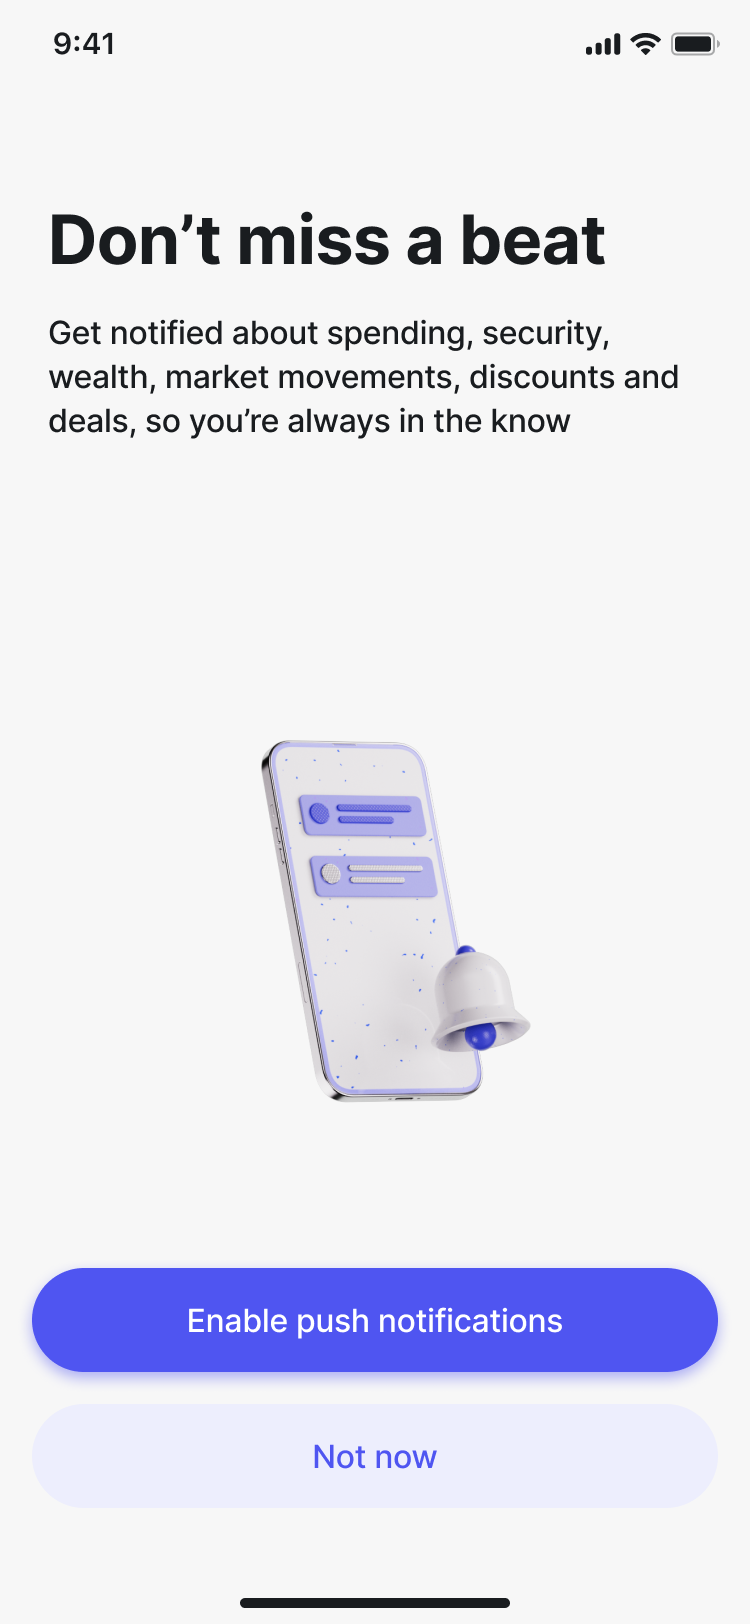 9:41
Don’t miss a beat
Get notified about spending, security,
wealth, market movements, discounts and
deals, so you’re always in the know
Enable push notifications
Not now